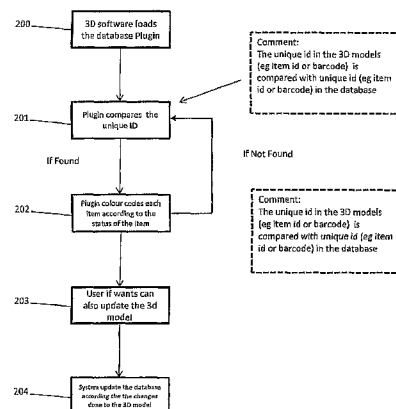 200
3D software loads
the database Plugin
Comment:
The unique id in the 3D models
(eg item id or barcode) is
compared with unique id (eg item
id or barcode) in the database
201
Plugin compares the
unique ID
If Found
If Not Found
202
Plugin colour codes each
item according to the
status of the item
Comment:
The unique id in the 3D models
(eg item id or barcode) is
compared with unique id (eg item
id or barcode) in the database
203
User if wants can
also update the 3d
model
204
System update the database
according the the changes
done to the 3D model